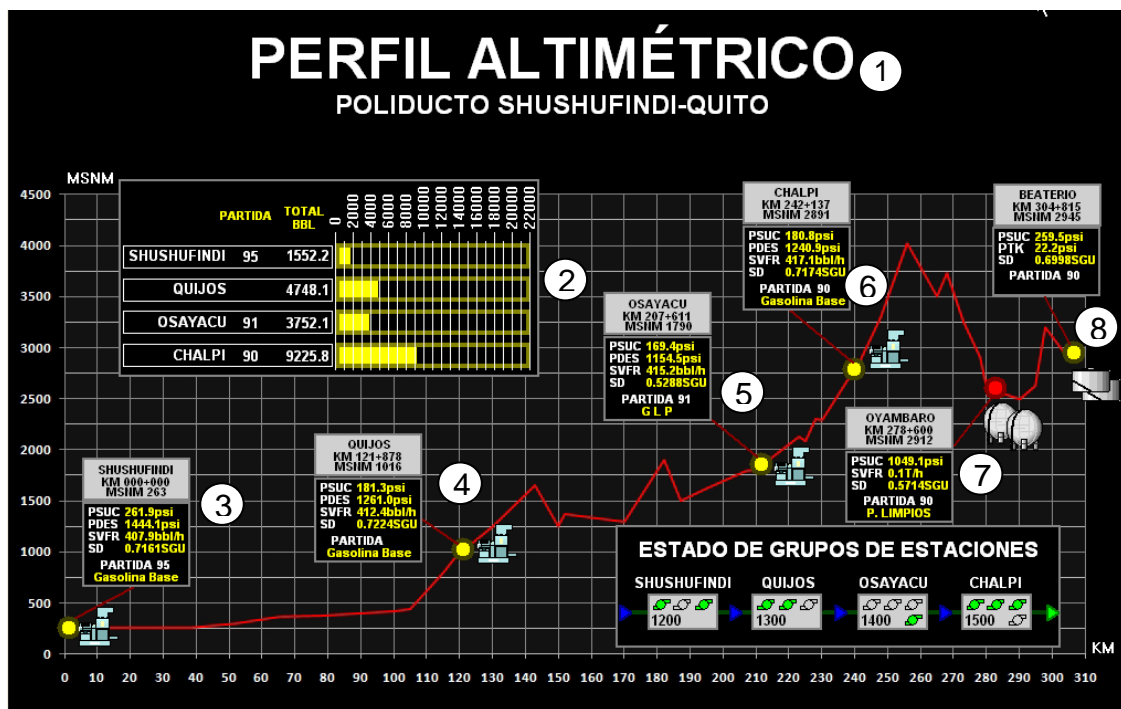 PERFIL ALTIMÉTRICO
1
POLIDUCTO SHUSHUFINDI-QUITO
MSNM
4500
4000
3500
3000
2500
2000
1500
1000
500
0
PARTIDA TOTAL BBL
0 2000 4000 6000 8000 10000 12000 14000 16000 18000 20000 22000
SHUSHUFINDI 95 1552.2
QUIJOS 4748.1
OSAYACU 91 3752.1
CHALPI 90 9225.8
2
SHUSHUFINDI
KM 000+000
MSNM 263
PSUC 261.9psi
PDES 1444.1psi
SVFR 407.9bbl/h
SD 0.7161SGU
PARTIDA 95
Gasolina Base
3
QUIJOS
KM 121+878
MSNM 1016
PSUC 181.3psi
PDES 1261.0psi
SVFR 412.4bbl/h
SD 0.7224SGU
PARTIDA
Gasolina Base
4
OSAYACU
KM 207+611
MSNM 1790
PSUC 169.4psi
PDES 1154.5psi
SVFR 415.2bbl/h
SD 0.5288SGU
PARTIDA 91
G L P
5
CHALPI
KM 242+137
MSNM 2891
PSUC 180.8psi
PDES 1240.9psi
SVFR 417.1bbl/h
SD 0.7174SGU
PARTIDA 90
Gasolina Base
6
OYAMBARO
KM 278+600
MSNM 2912
PSUC 1049.1psi
SVFR 0.1T/h
SD 0.5714SGU
PARTIDA 90
P. LIMPIOS
7
BEATERIO
KM 304+815
MSNM 2945
PSUC 259.5psi
PTK 22.2psi
SD 0.6998SGU
PARTIDA 90
8
ESTADO DE GRUPOS DE ESTACIONES
SHUSHUFINDI QUIJOS OSAYACU CHALPI
1200 1300 1400 1500
KM
0 10 20 30 40 50 60 70 80 90 100 110 120 130 140 150 160 170 180 190 200 210 220 230 240 250 260 270 280 290 300 310